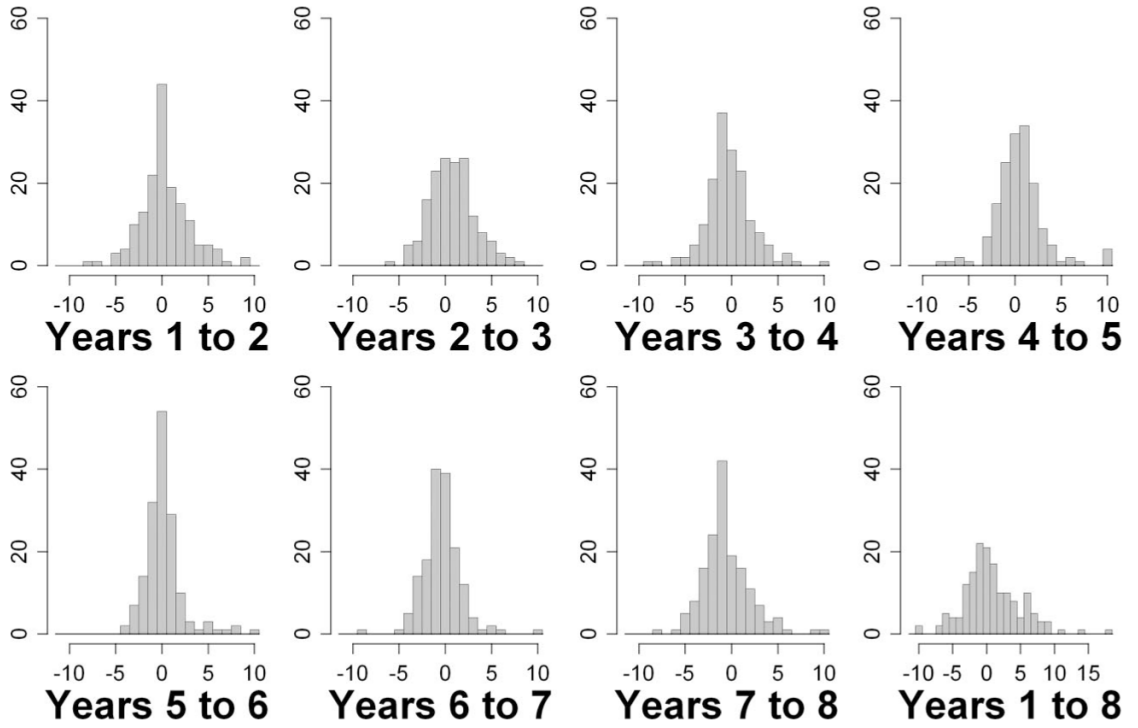 60 60 60 60
40 40 40 40
20 20 20 20
0 0 0 0
-10 -5 0 5 10 -10 -5 0 5 10 -10 -5 0 5 10 -10 -5 0 5 10
Years 1 to 2 Years 2 to 3 Years 3 to 4 Years 4 to 5
60 60 60 60
40 40 40 40
20 20 20 20
0 0 0 0
-10 -5 0 5 10 -10 -5 0 5 10 -10 -5 0 5 10 -10 -5 0 5 10 15
Years 5 to 6 Years 6 to 7 Years 7 to 8 Years 1 to 8